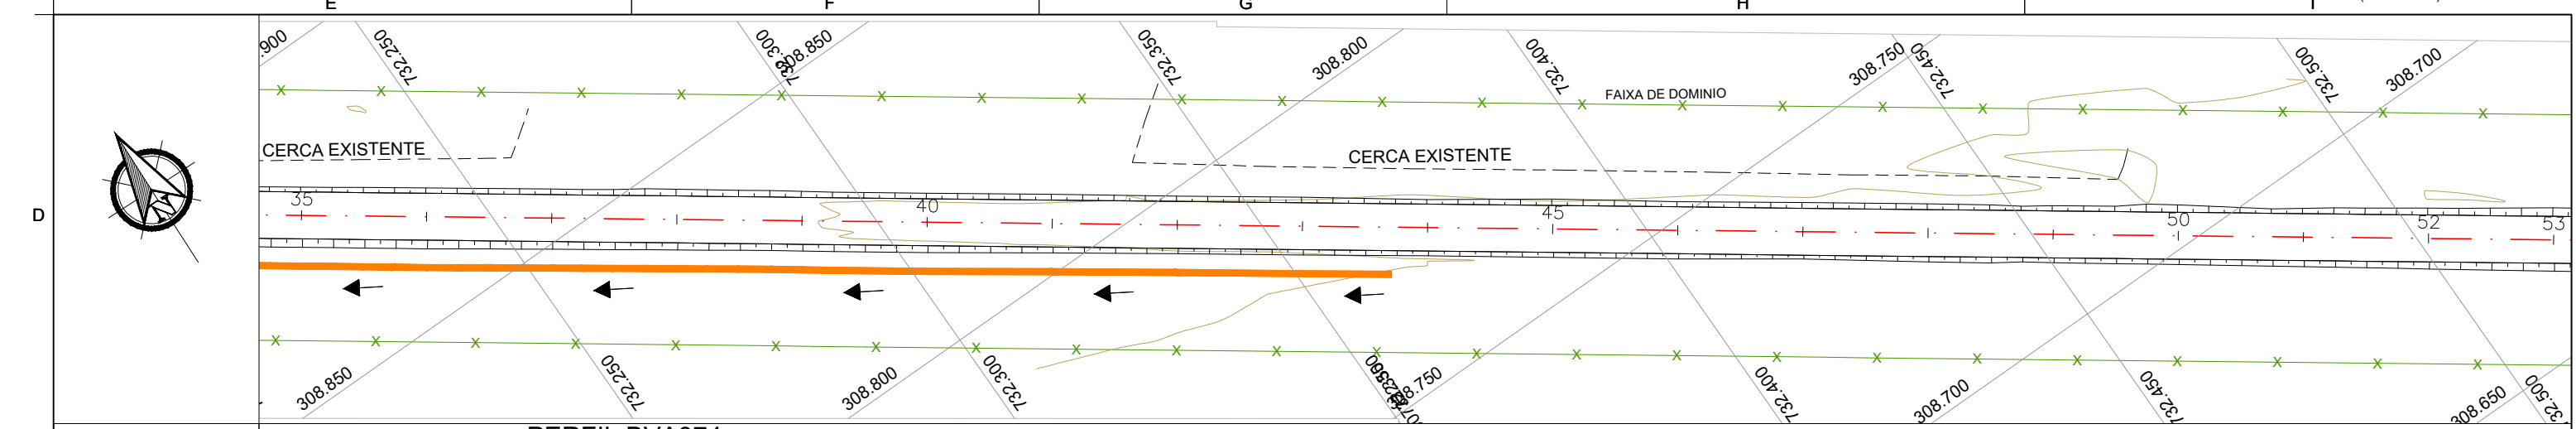 E F G H I
.900 732.250 732.300 308.850 732.350 308.800 732.400 308.750 732.450 732.500 308.700
FAIXA DE DOMINIO
CERCA EXISTENTE CERCA EXISTENTE
N
D
35 40 45 50 52 53
308.850 732.250 308.800 732.300 308.750 732.400 308.700 732.450 308.650 732.500